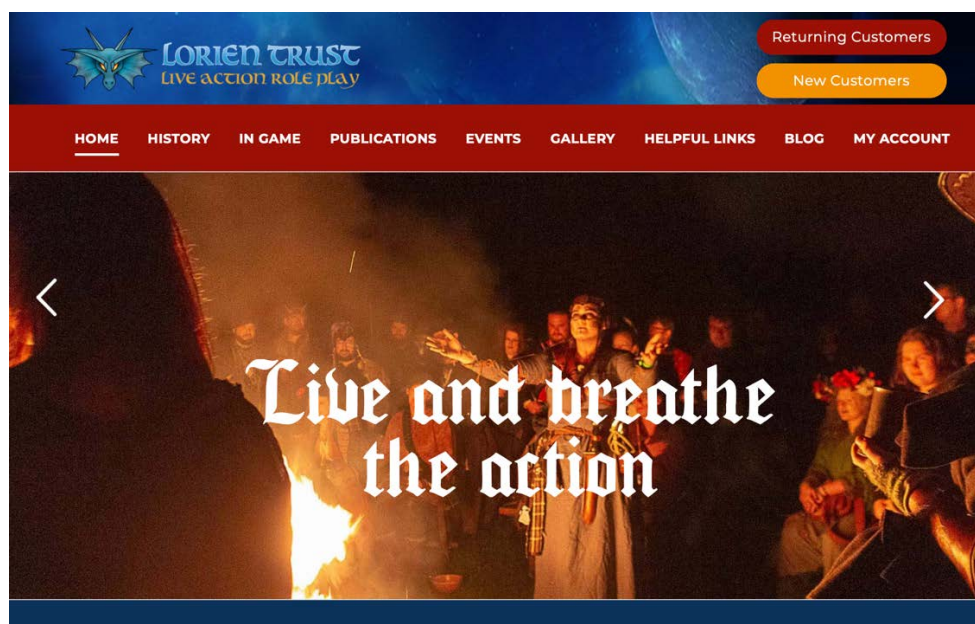 LORIEN TRUST
LIVE ACTION ROLE PLAY
Returning Customers
New Customers
HOME HISTORY IN GAME PUBLICATIONS EVENTS GALLERY HELPFUL LINKS BLOG MY ACCOUNT
Live and breathe
the action